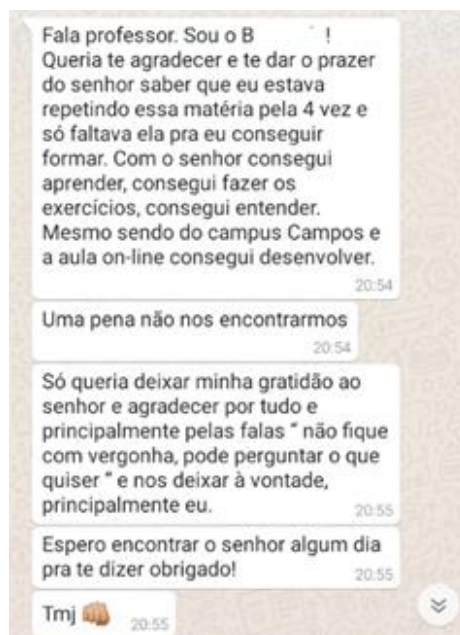 Fala professor. Sou o B !
Queria te agradecer e te dar o prazer
do senhor saber que eu estava
repetindo essa matéria pela 4 vez e
só faltava ela pra eu conseguir
formar. Com o senhor consegui
aprender, consegui fazer os
exercícios, consegui entender.
Mesmo sendo do campus Campos e
a aula on-line consegui desenvolver.
20:54
Uma pena não nos encontrarmos
20:54
Só queria deixar minha gratidão ao
senhor e agradecer por tudo e
principalmente pelas falas “ não fique
com vergonha, pode perguntar o que
quiser “ e nos deixar à vontade,
principalmente eu.
20:55
Espero encontrar o senhor algum dia
pra te dizer obrigado!
20:55
Tmj 👊🏼
20:55